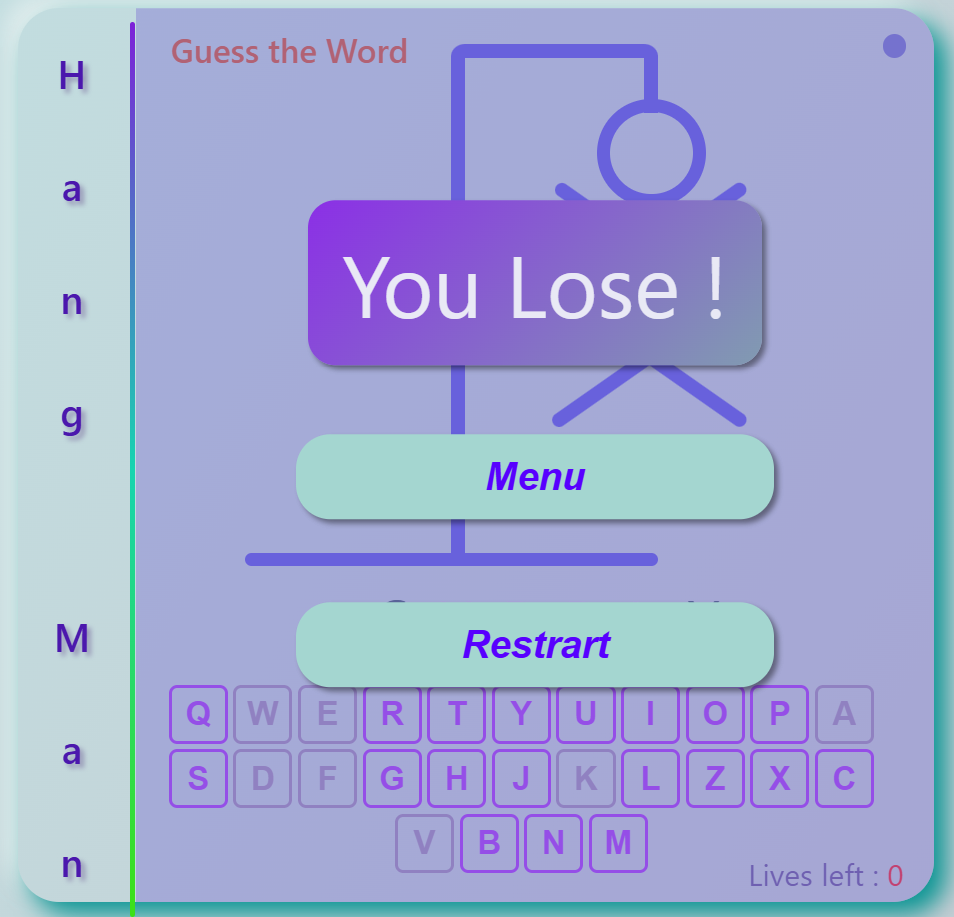 H
a
n
g
M
a
n
Guess the Word
You Lose !
Menu
Restrart
Q W E R T Y U I O P A
S D F G H J K L Z X C
V B N M
Lives left : 0